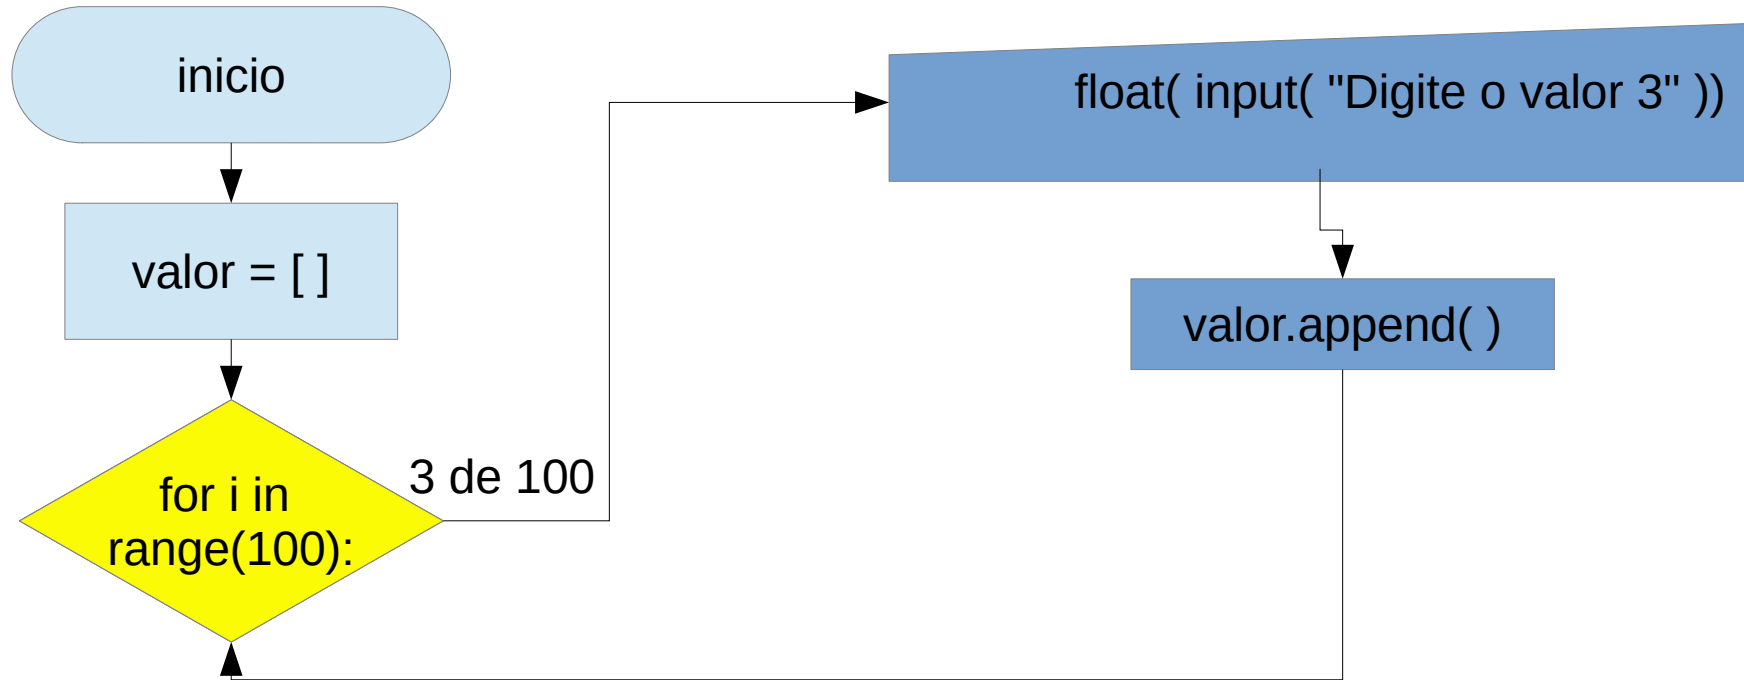 inicio
float( input( "Digite o valor 3" ))
valor = [ ]
valor.append( )
3 de 100
for i in
range(100):